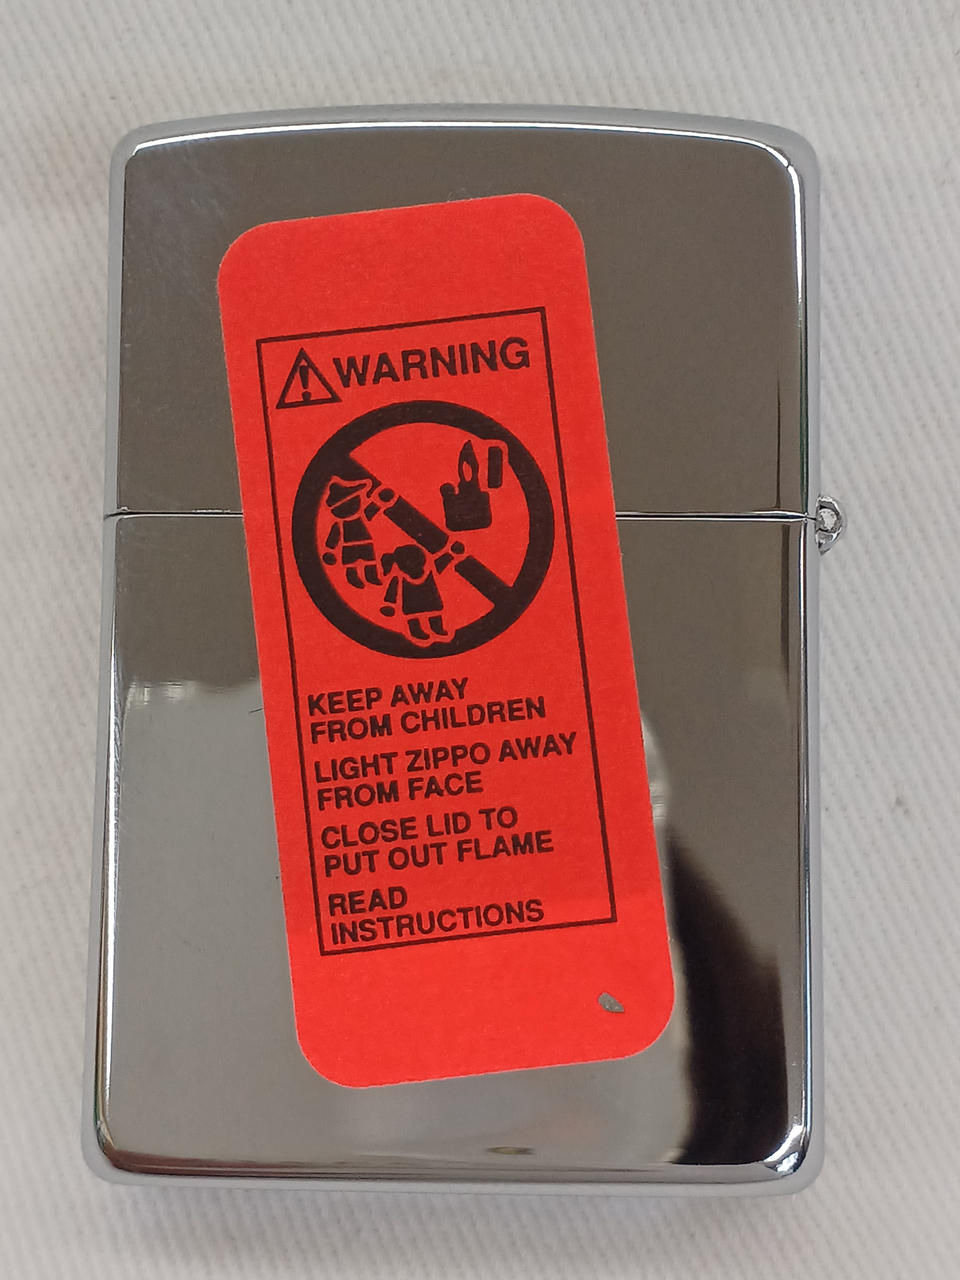 WARNING
KEEP AWAY
FROM CHILDREN
LIGHT ZIPPO AWAY
FROM FACE
CLOSE LID TO
PUT OUT FLAME
READ
INSTRUCTIONS